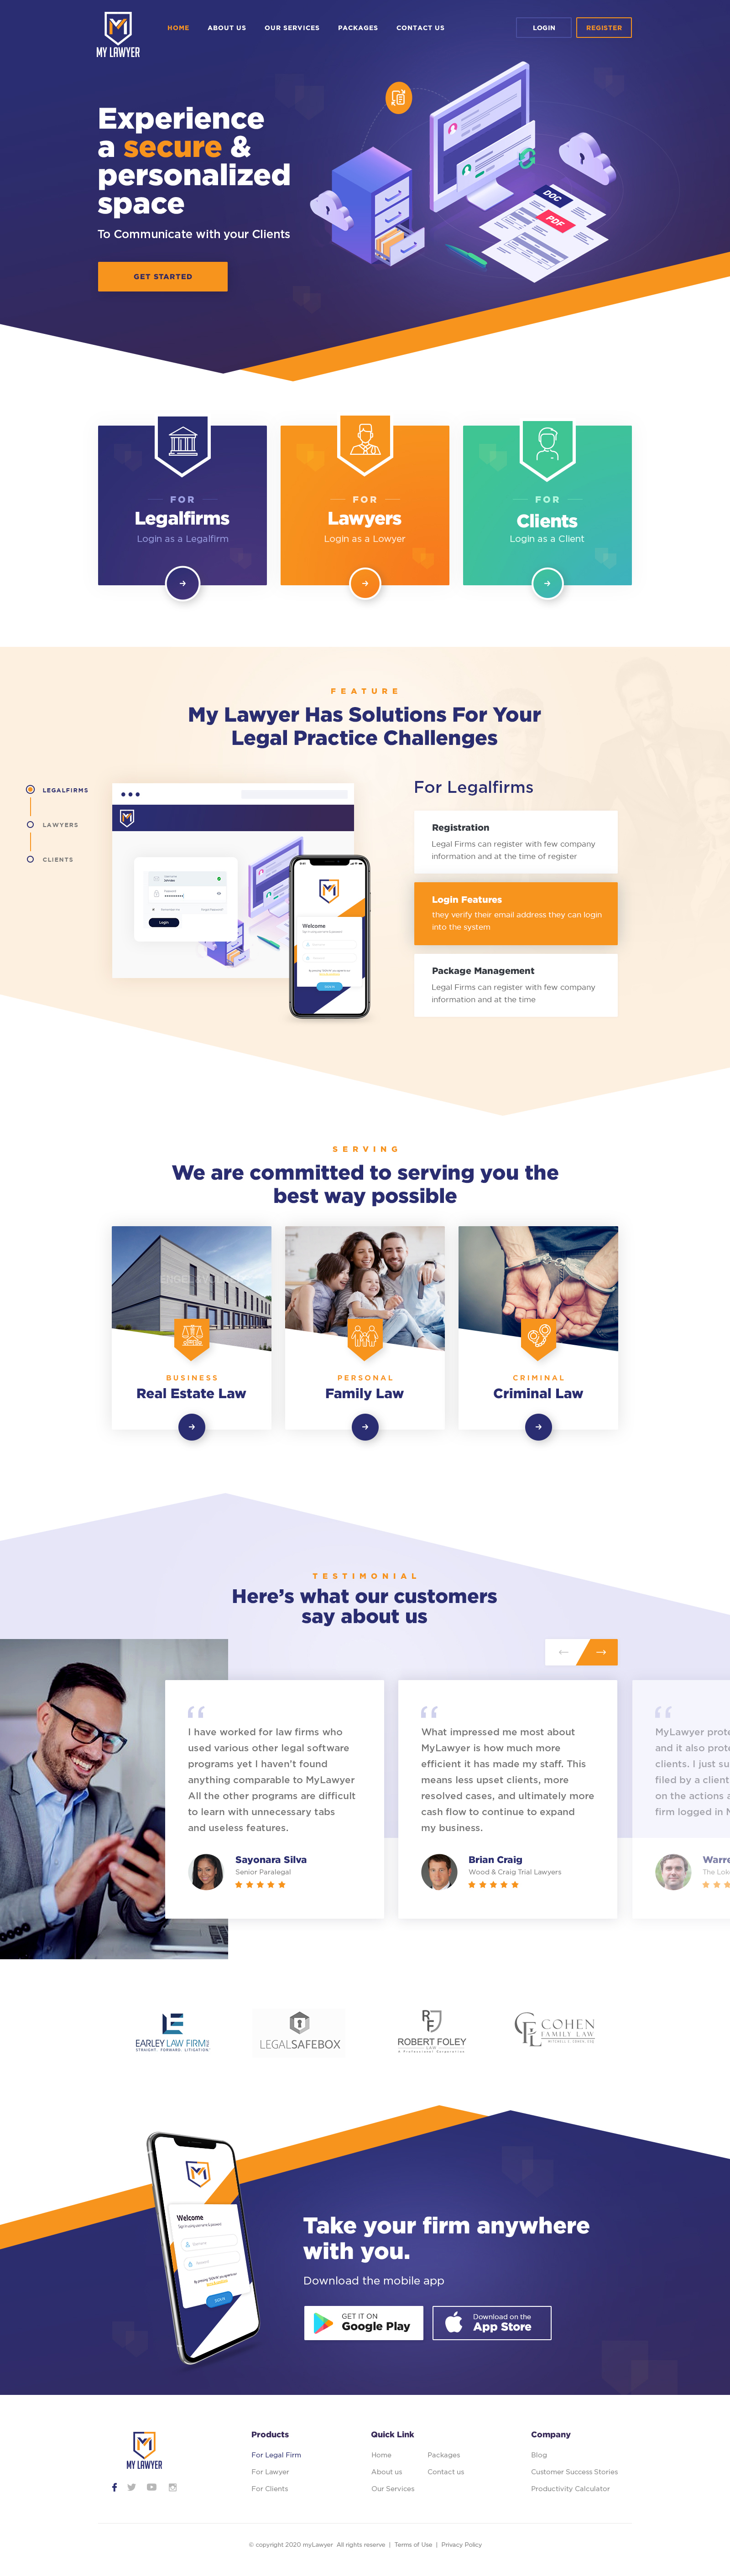 MY LAWYER
HOME
ABOUT US
OUR SERVICES
PACKAGES
CONTACT US
LOGIN
REGISTER
Experience
a secure &
personalized
space
To Communicate with your Clients
GET STARTED
DOC
PDF
FOR
Legalfirms
Login as a Legalfirm
FOR
Lawyers
Login as a Lowyer
FOR
Clients
Login as a Client
FEATURE
My Lawyer Has Solutions For Your
Legal Practice Challenges
LEGALFIRMS
LAWYERS
CLIENTS
Login
Welcome
For Legalfirms
Registration
Legal Firms can register with few company
information and at the time of register
Login Features
they verify their email address they can login
into the system
Package Management
Legal Firms can register with few company
information and at the time
SERVING
We are committed to serving you the
best way possible
BUSINESS
Real Estate Law
PERSONAL
Family Law
CRIMINAL
Criminal Law
TESTIMONIAL
Here's what our customers
say about us
I have worked for law firms who
used various other legal software
programs yet I haven't found
anything comparable to MyLawyer
All the other programs are difficult
to learn with unnecessary tabs
and useless features.
Sayonara Silva
Senior Paralegal
What impressed me most about
MyLawyer is how much more
efficient it has made my staff. This
means less upset clients, more
resolved cases, and ultimately more
cash flow to continue to expand
my business.
Brian Craig
Wood & Craig Trial Lawyers
MyLawyer prote
and it also prote
clients. I just su
filed by a client
on the actions a
firm logged in M
Warre
The Lok
EARLEY LAW FIRM
STRAIGHT. FORWARD. LITIGATION
LEGALSAFEBOX
ROBERT FOLEY
LAW
A Professional Corporation
COHEN
FAMILY LAW
Welcome
Take your firm anywhere
with you.
Download the mobile app
GET IT ON
Google Play
Download on the
App Store
MY LAWYER
Products
For Legal Firm
For Lawyer
For Clients
Quick Link
Home
About us
Our Services
Packages
Contact us
Company
Blog
Customer Success Stories
Productivity Calculator
© copyright 2020 myLawyer All rights reserve | Terms of Use | Privacy Policy